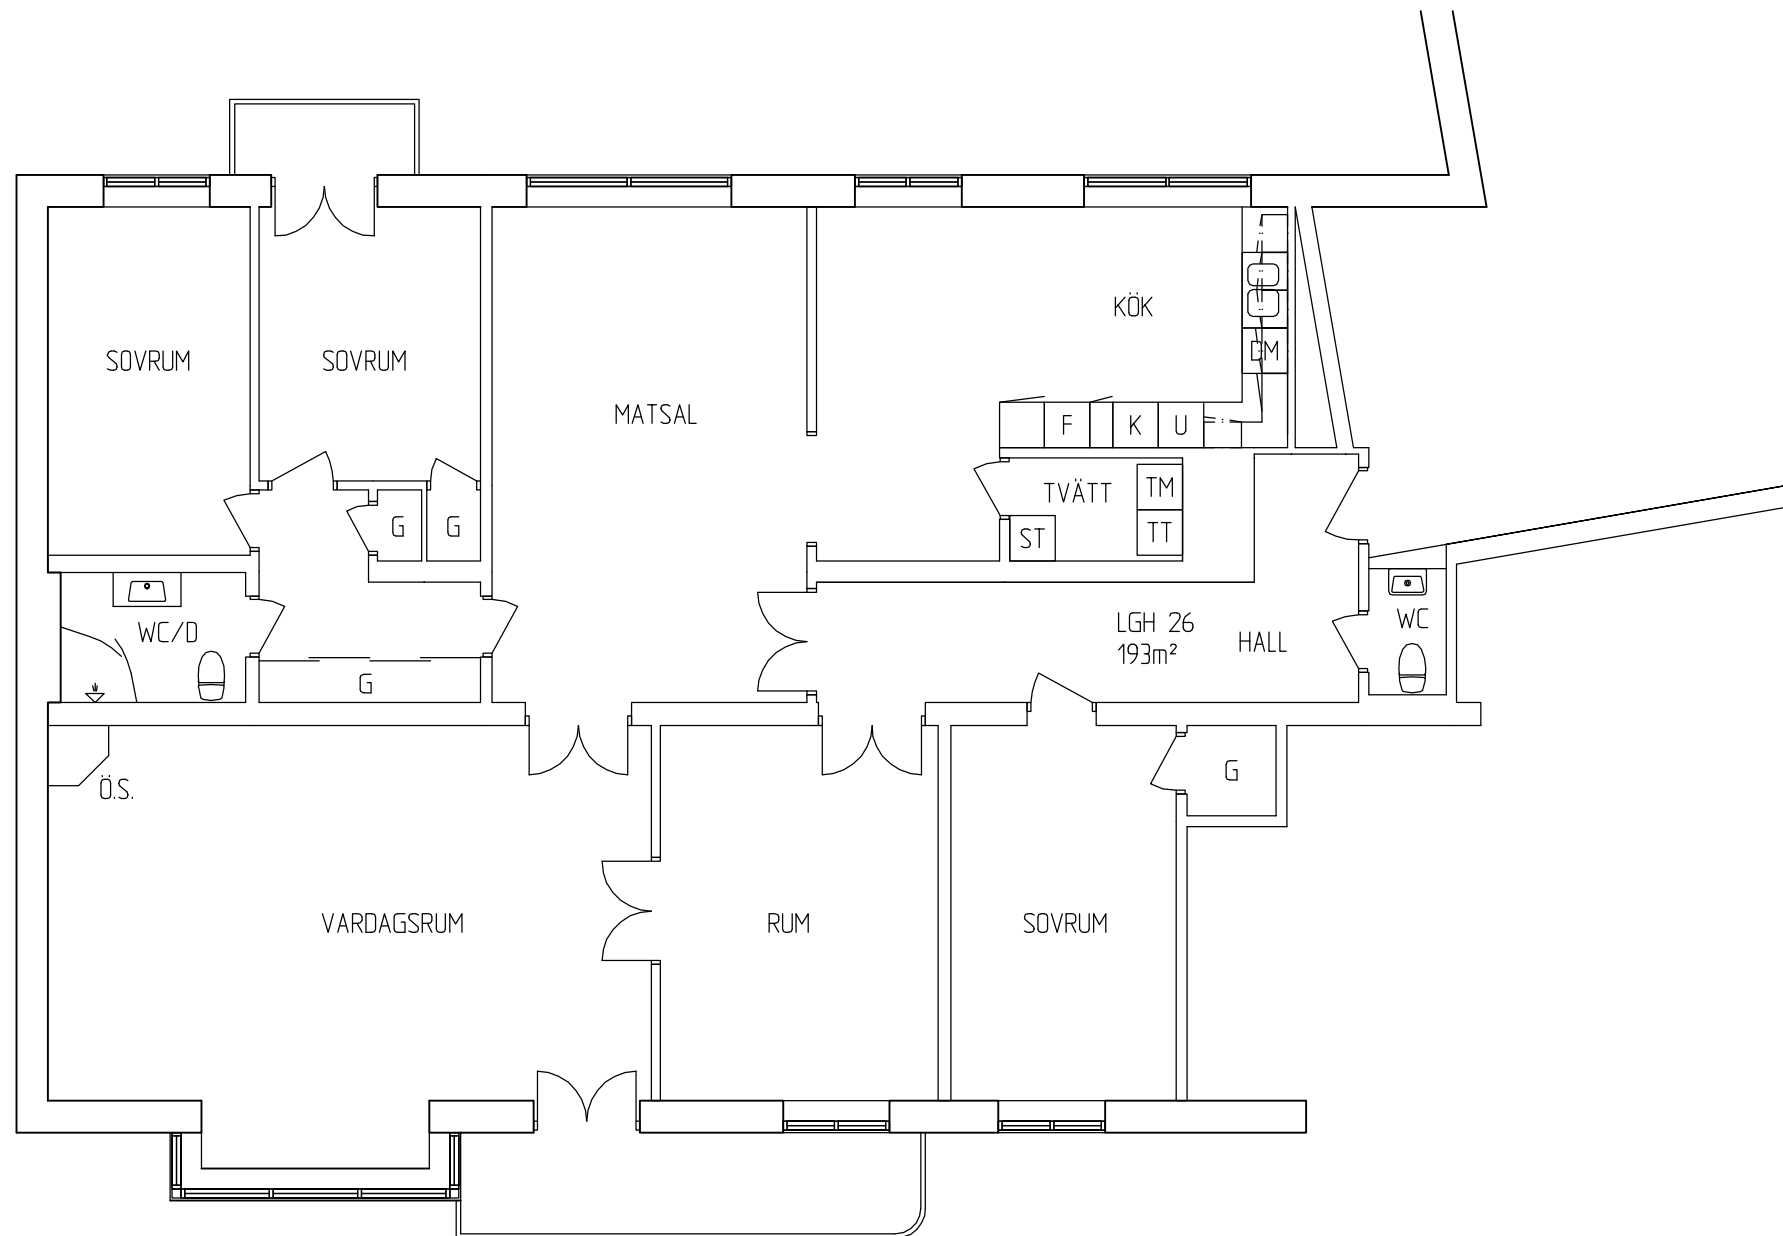 KÖK
DM
SOVRUM
SOVRUM
MATSAL
F
K
U
TVÄTT
TM
G
G
ST
TT
LGH 26
193m²
HALL
WC
WC/D
G
Ö.S.
G
VARDAGSRUM
RUM
SOVRUM